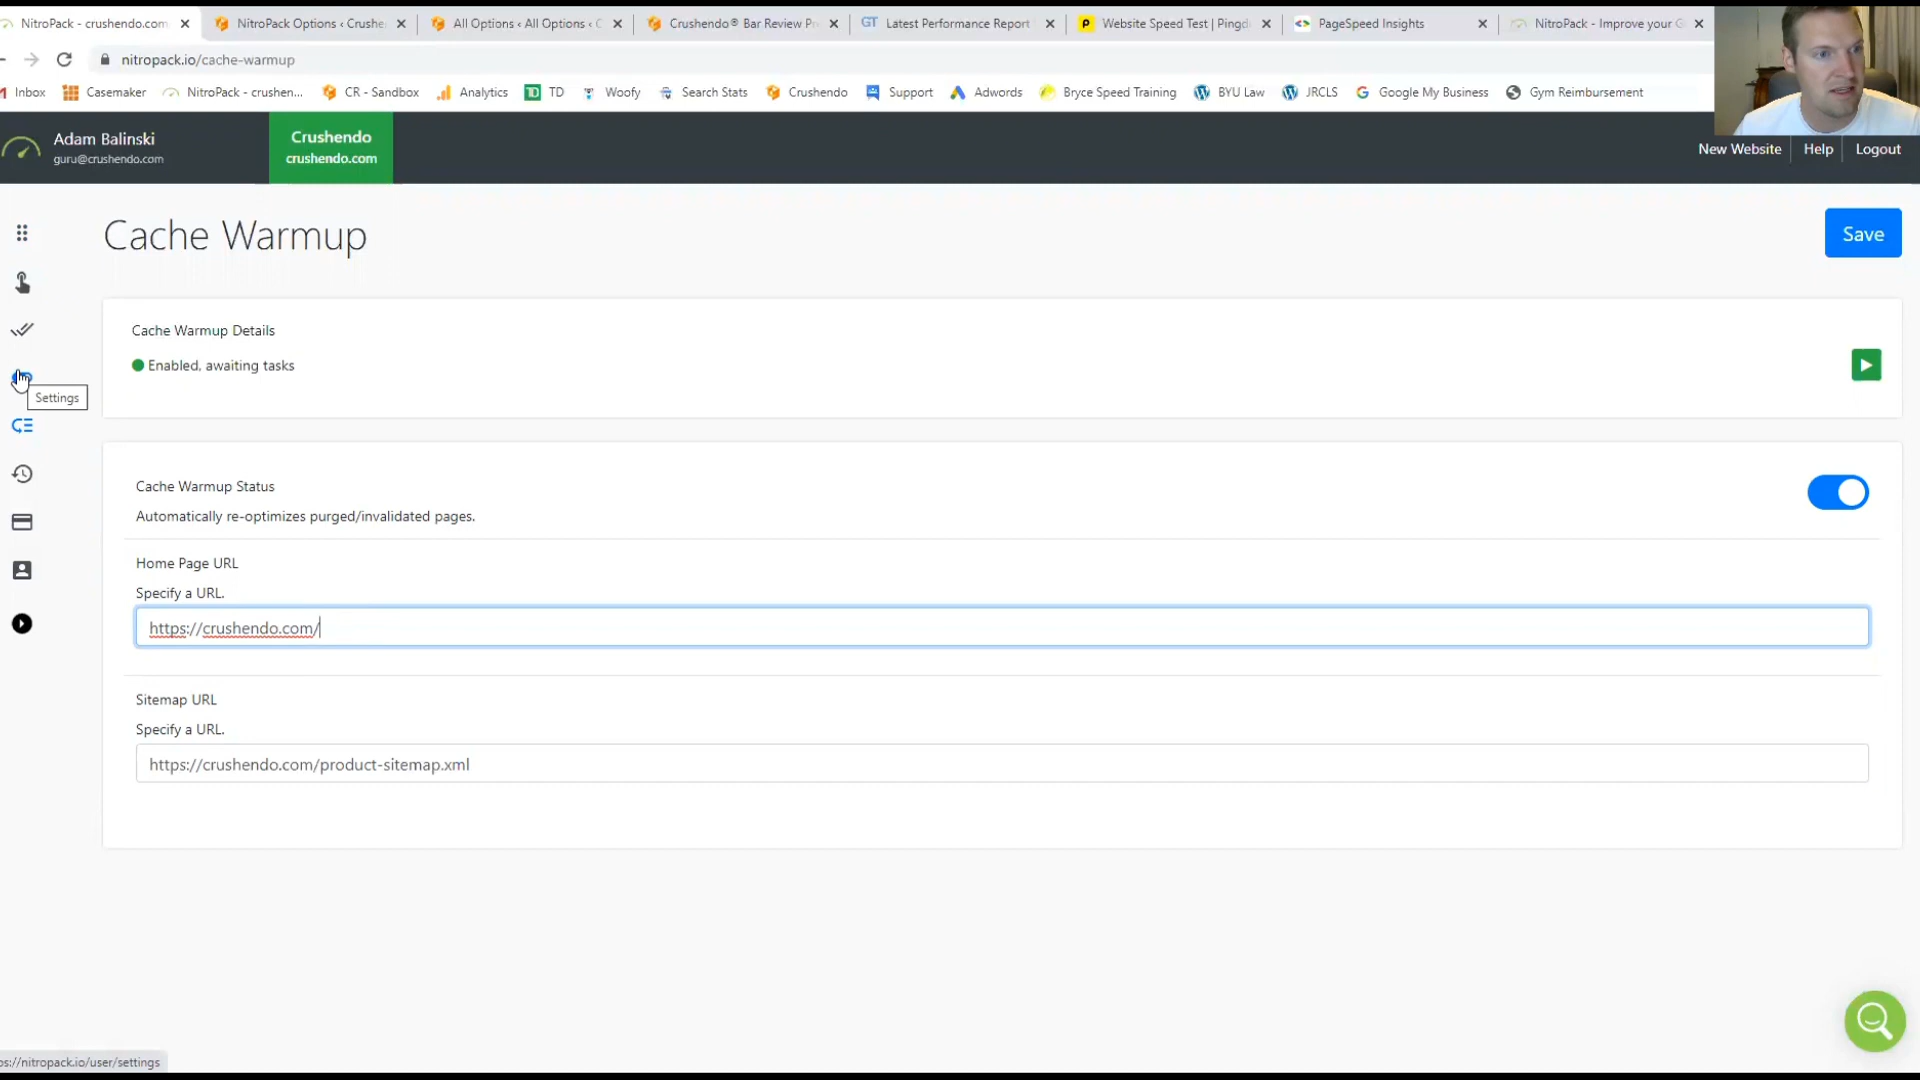 NitroPack - crushendo.com
NitroPack Options ‹ Crushe
All Options ‹ All Options ‹ C
Crushendo® Bar Review Pr
GT Latest Performance Report
Website Speed Test | Pingd
PageSpeed Insights
NitroPack - Improve your G
nitropack.io/cache-warmup
Inbox
Casemaker
NitroPack - crushen...
CR - Sandbox
Analytics
TD TD
Woofy
Search Stats
Crushendo
Support
Adwords
Bryce Speed Training
BYU Law
JRCLS
Google My Business
Gym Reimbursement
Adam Balinski
guru@crushendo.com
Crushendo
crushendo.com
New Website
Help
Logout
Cache Warmup
Save
Cache Warmup Details
Enabled, awaiting tasks
Settings
Cache Warmup Status
Automatically re-optimizes purged/invalidated pages.
Home Page URL
Specify a URL.
https://crushendo.com/
Sitemap URL
Specify a URL.
https://crushendo.com/product-sitemap.xml
ps://nitropack.io/user/settings